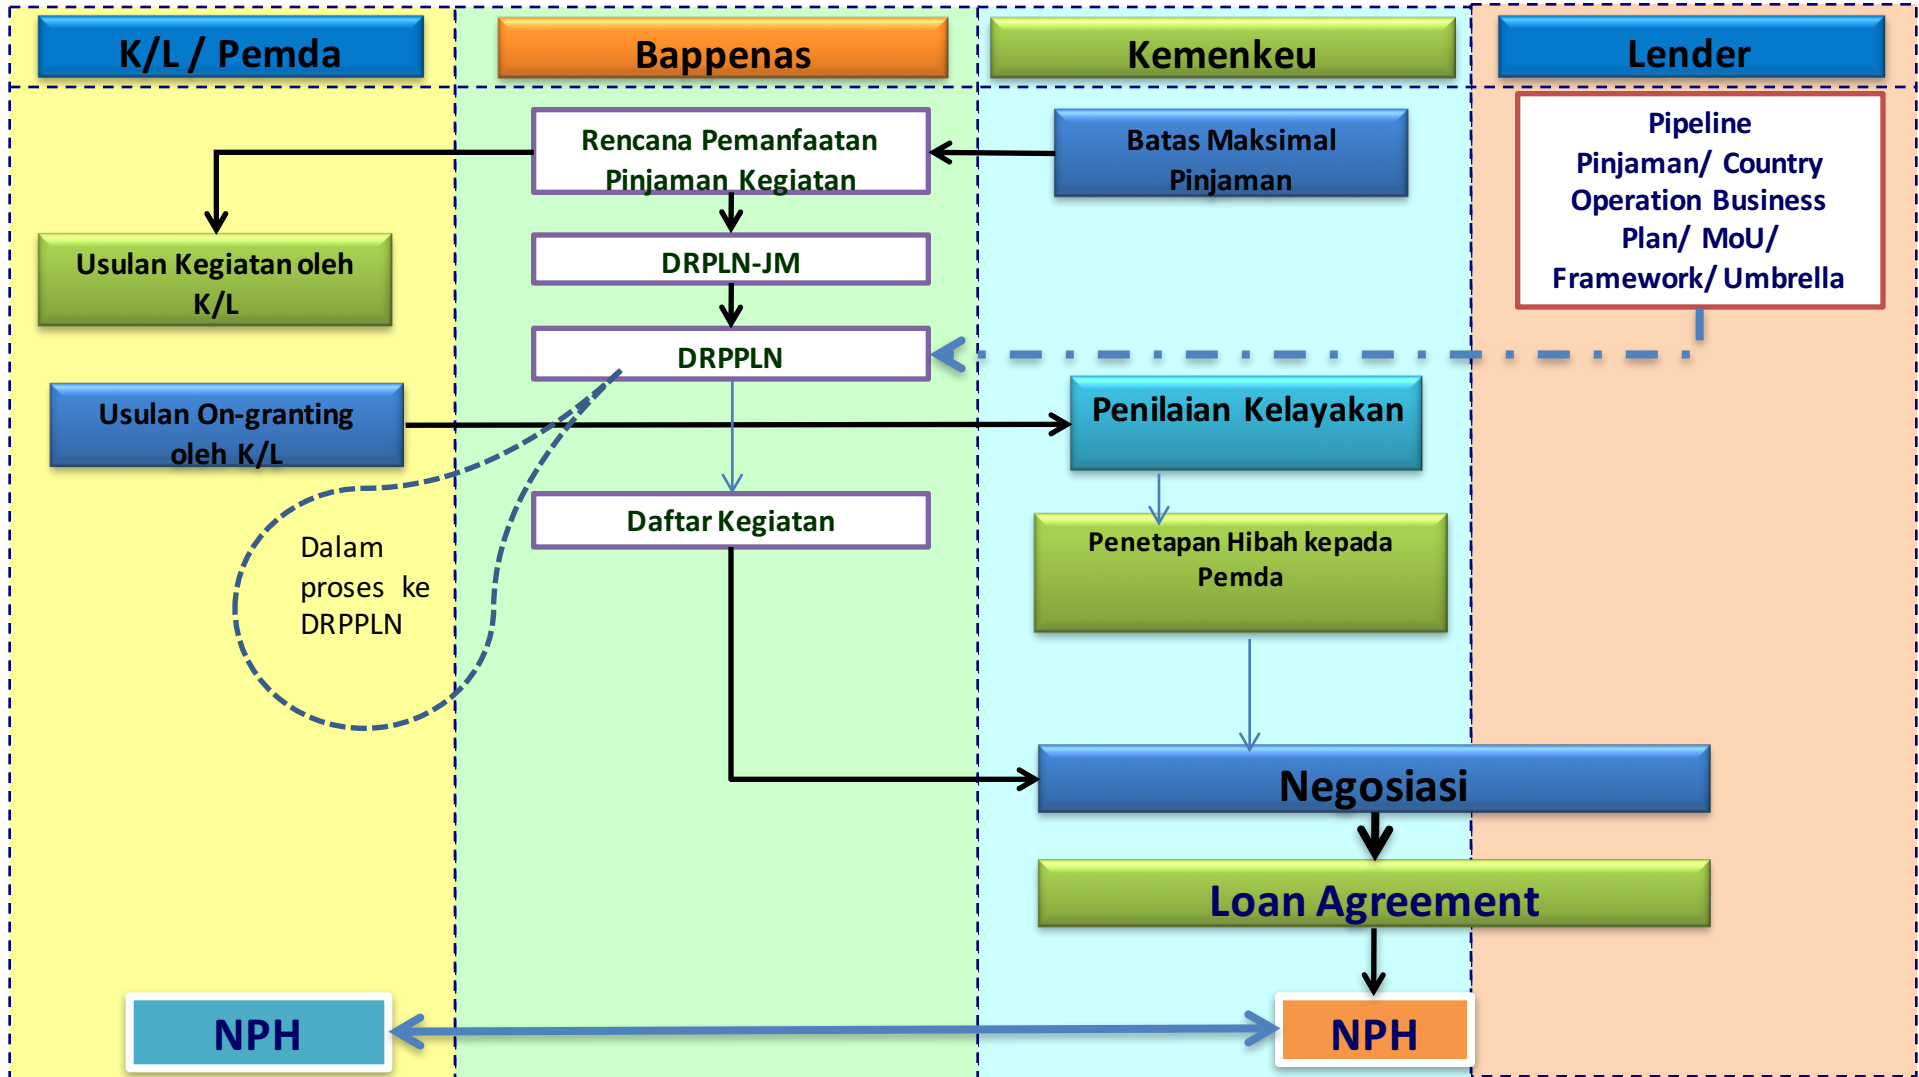 K/L / Pemda
Bappenas
Kemenkeu
Lender
Rencana Pemanfaatan
Pinjaman Kegiatan
Batas Maksimal
Pinjaman
Pipeline
Pinjaman/ Country
Operation Business
Plan/ MoU/
Framework/ Umbrella
Usulan Kegiatan oleh
K/L
DRPLN-JM
DRPPLN
Usulan On-granting
oleh K/L
Penilaian Kelayakan
Daftar Kegiatan
Dalam
proses ke
DRPPLN
Penetapan Hibah kepada
Pemda
Negosiasi
Loan Agreement
NPH
NPH